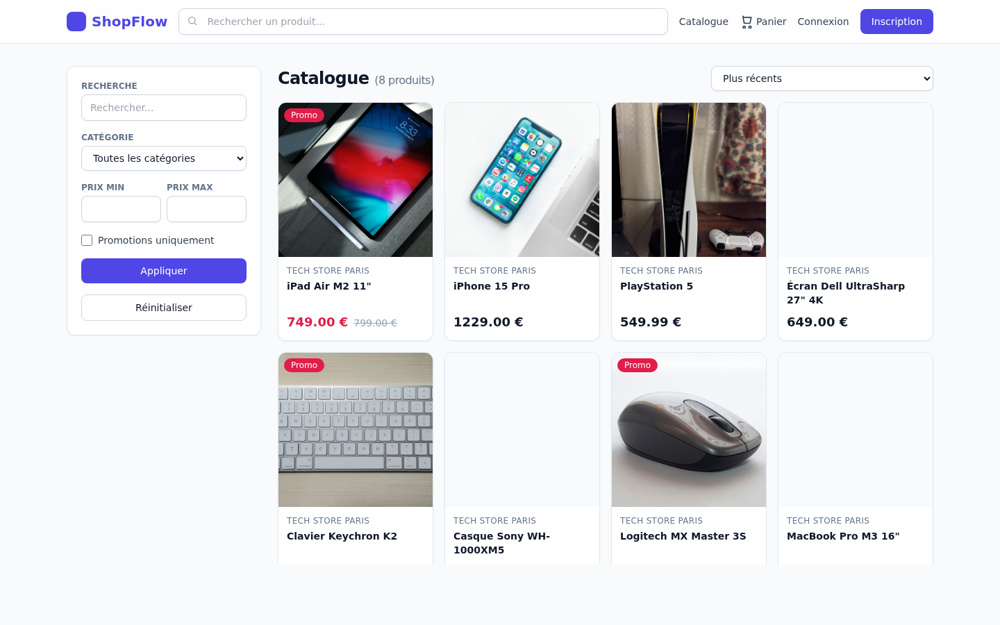 ShopFlow
Rechercher un produit...
Catalogue
Panier
Connexion
Inscription
RECHERCHE
Rechercher...
CATÉGORIE
Toutes les catégories
PRIX MIN
PRIX MAX
Promotions uniquement
Appliquer
Réinitialiser
Catalogue (8 produits)
Plus récents
Promo
8:33
TECH STORE PARIS
iPad Air M2 11"
749.00 € 799.00 €
TECH STORE PARIS
iPhone 15 Pro
1229.00 €
TECH STORE PARIS
PlayStation 5
549.99 €
TECH STORE PARIS
Écran Dell UltraSharp
27" 4K
649.00 €
Promo
TECH STORE PARIS
Clavier Keychron K2
TECH STORE PARIS
Casque Sony WH-
1000XM5
Promo
TECH STORE PARIS
Logitech MX Master 3S
TECH STORE PARIS
MacBook Pro M3 16"